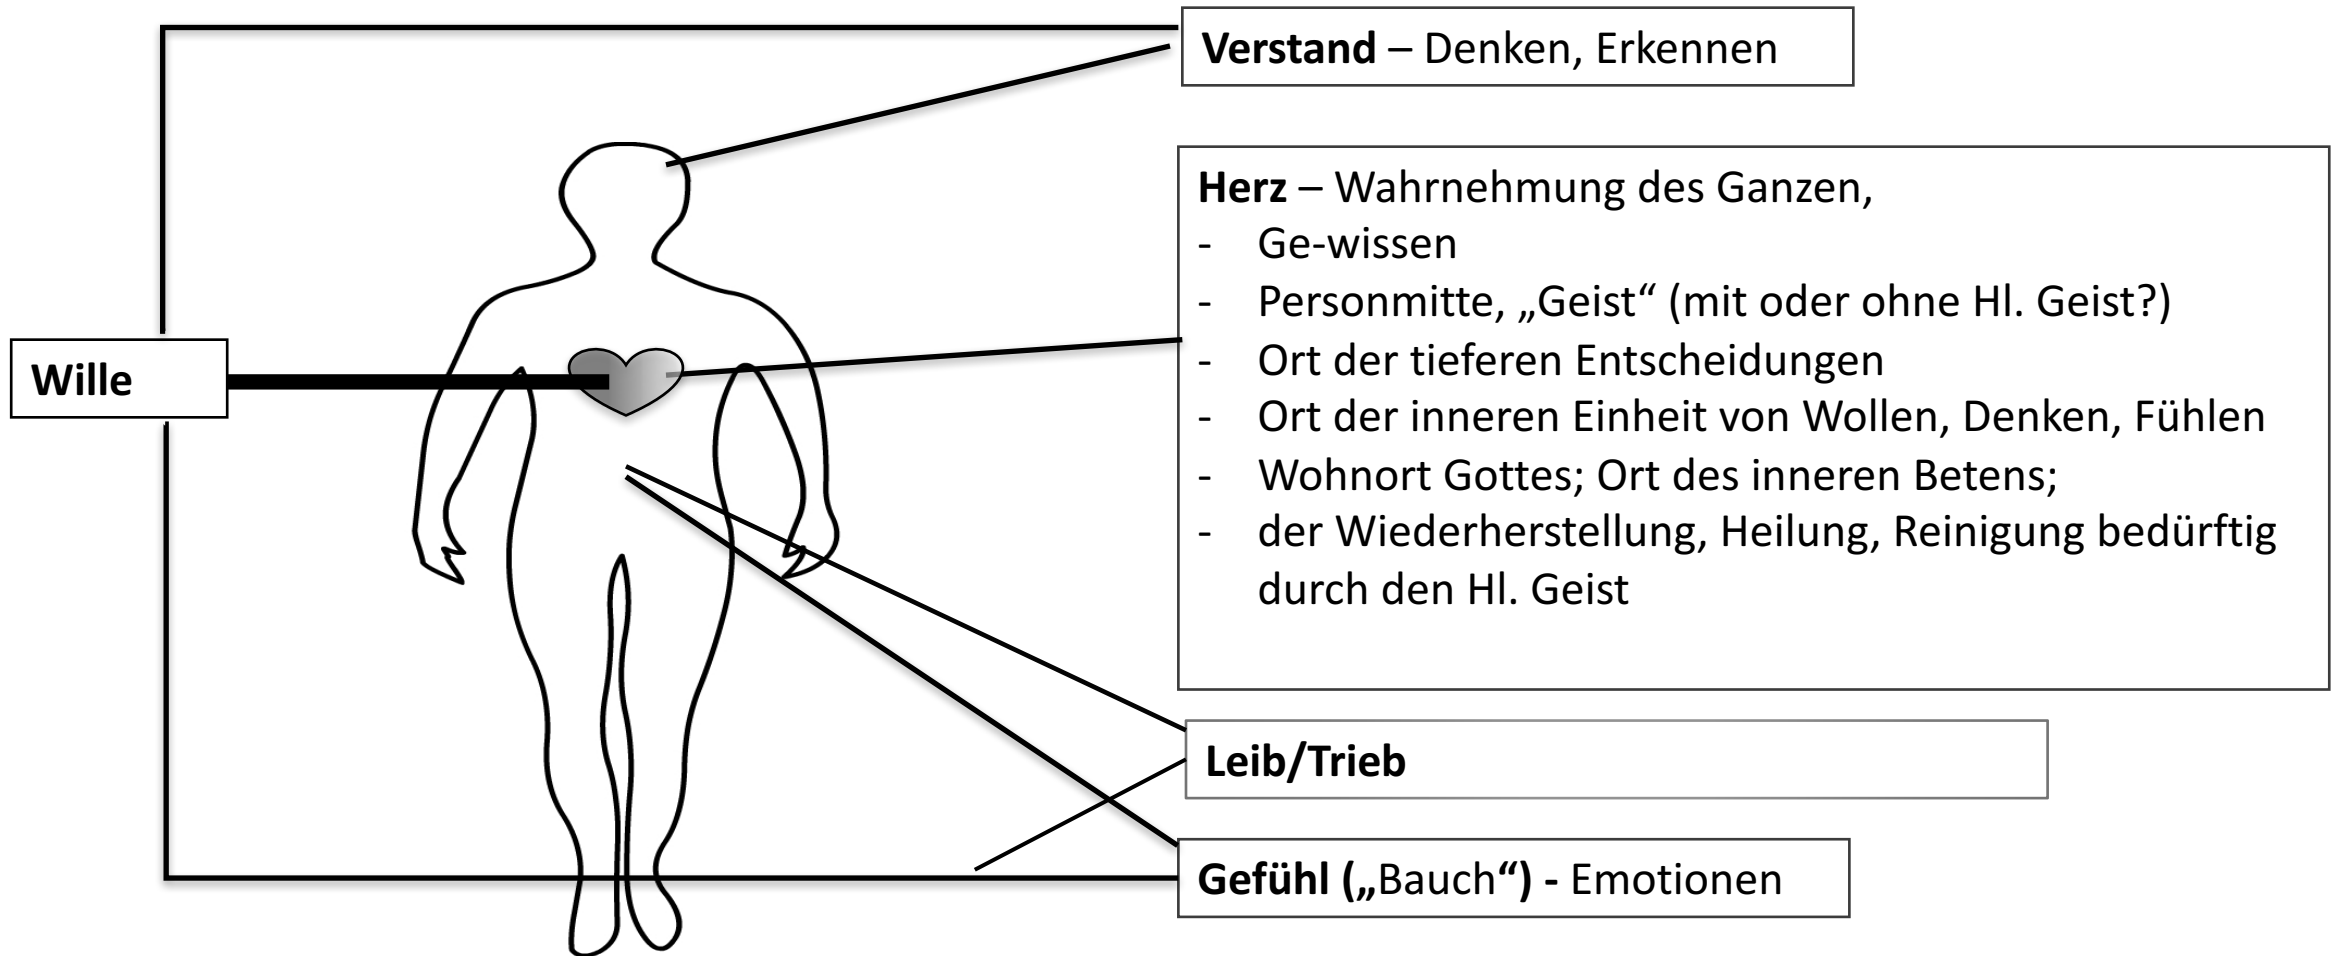 Verstand – Denken, Erkennen
Herz – Wahrnehmung des Ganzen,
- Ge-wissen
- Personmitte, „Geist“ (mit oder ohne Hl. Geist?)
- Ort der tieferen Entscheidungen
- Ort der inneren Einheit von Wollen, Denken, Fühlen
- Wohnort Gottes; Ort des inneren Betens;
- der Wiederherstellung, Heilung, Reinigung bedürftig
durch den Hl. Geist
Wille
Leib/Trieb
Gefühl („Bauch“) - Emotionen